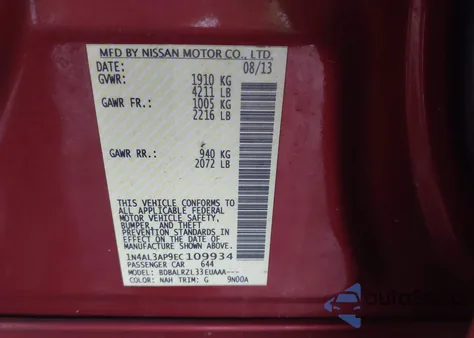 MFD BY NISSAN MOTOR CO., LTD.
DATE: 08/13
GVWR: 1910 KG
4211 LB
GAWR FR.: 1005 KG
2216 LB
GAWR RR.: 940 KG
2072 LB
THIS VEHICLE CONFORMS TO
ALL APPLICABLE FEDERAL
MOTOR VEHICLE SAFETY,
BUMPER, AND THEFT
PREVENTION STANDARDS IN
EFFECT ON THE DATE OF
MANUFACTURE SHOWN ABOVE.
1N4AL3AP9EC109934
PASSENGER CAR 644
MODEL: BDBALRZL33EUAAA---
COLOR: NAH TRIM: G 9N00A